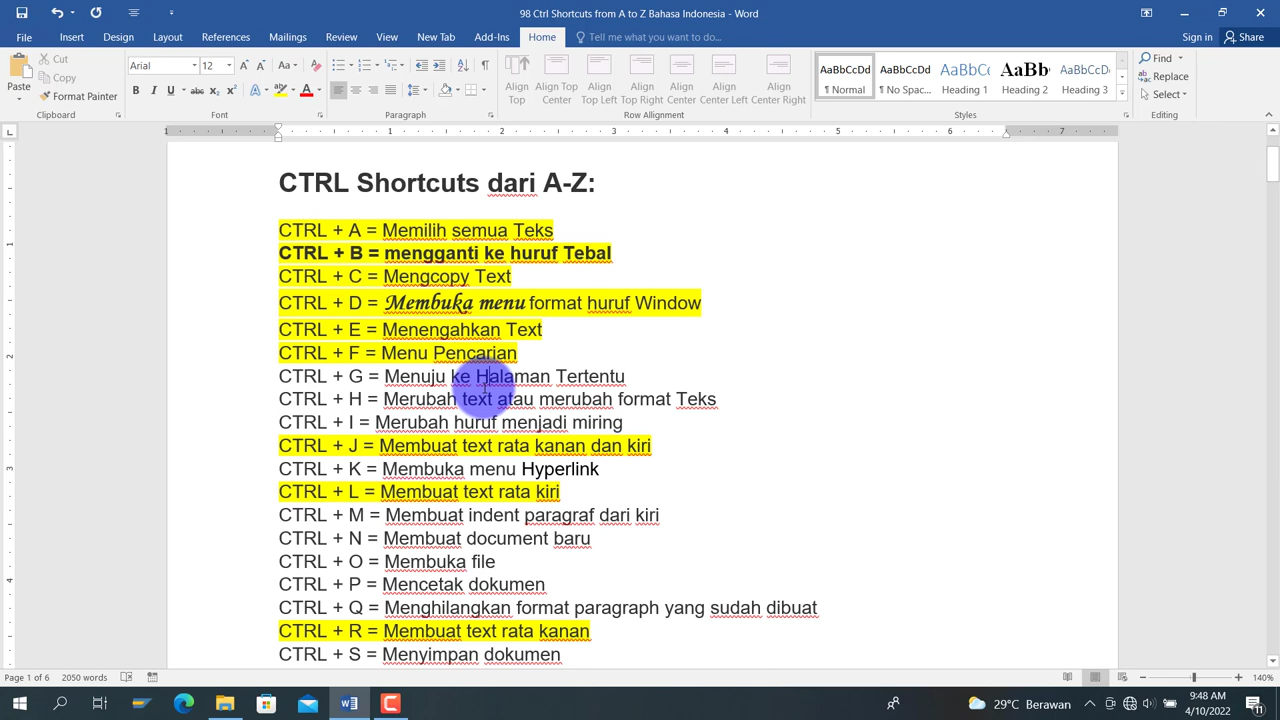 98 Ctrl Shortcuts from A to Z Bahasa Indonesia - Word
File Insert Design Layout References Mailings Review View New Tab Add-Ins Home Tell me what you want to do... Sign in Share
Paste
Cut
Copy
Format Painter
Clipboard
Arial 12
Font
Paragraph
Align Top
Align Top Center
Align Top Left
Align Top Right
Align Center
Align Center Left
Align Center Right
Row Alignment
AaBbCcDd AaBbCcDd AaBbCc AaBb AaBbCcD
¶ Normal ¶ No Spac... Heading 1 Heading 2 Heading 3
Styles
Find
Replace
Select
Editing
1 1 2 3 4 5 6 7
CTRL Shortcuts dari A-Z:
CTRL + A = Memilih semua Teks
CTRL + B = mengganti ke huruf Tebal
CTRL + C = Mengcopy Text
CTRL + D = Membuka menu format huruf Window
CTRL + E = Menengahkan Text
CTRL + F = Menu Pencarian
CTRL + G = Menuju ke Halaman Tertentu
CTRL + H = Merubah text atau merubah format Teks
CTRL + I = Merubah huruf menjadi miring
CTRL + J = Membuat text rata kanan dan kiri
CTRL + K = Membuka menu Hyperlink
CTRL + L = Membuat text rata kiri
CTRL + M = Membuat indent paragraf dari kiri
CTRL + N = Membuat document baru
CTRL + O = Membuka file
CTRL + P = Mencetak dokumen
CTRL + Q = Menghilangkan format paragraph yang sudah dibuat
CTRL + R = Membuat text rata kanan
CTRL + S = Menyimpan dokumen
Page 1 of 6 2050 words 140%
29°C Berawan
9:48 AM
4/10/2022
11